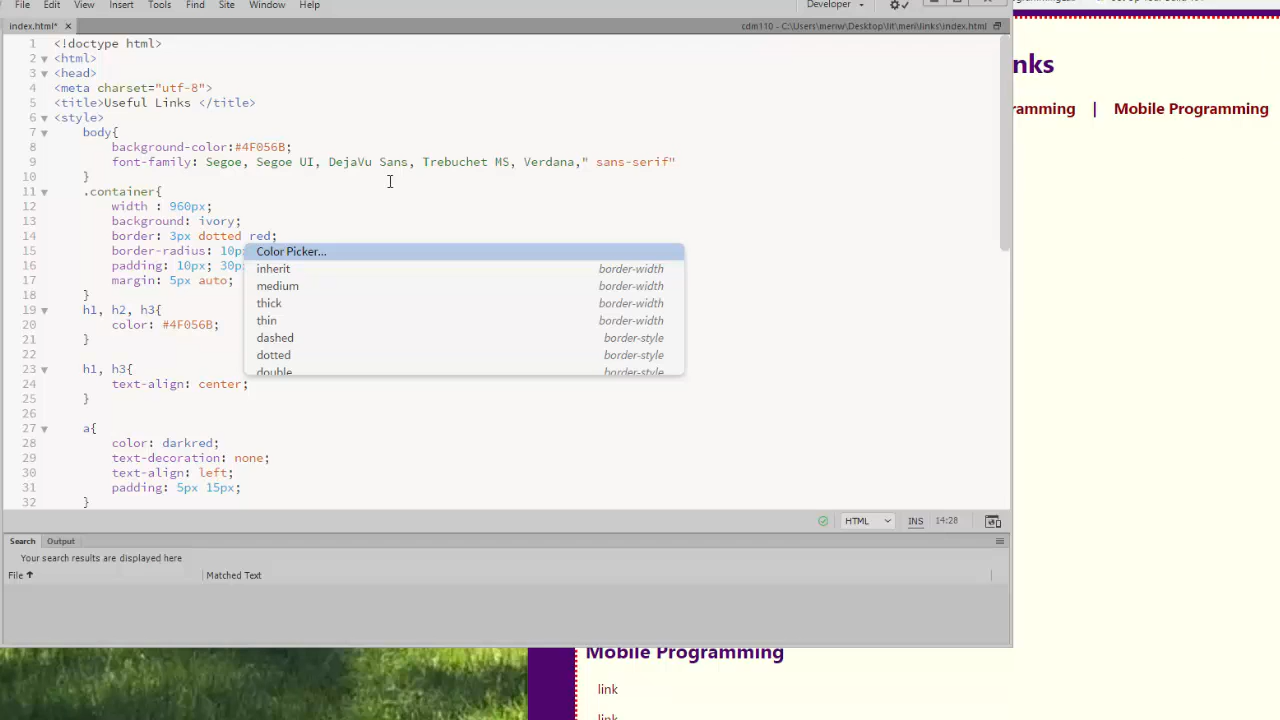 File Edit View Insert Tools Find Site Window Help
Developer
index.html* ×
cdm110 - C:\Users\merrw\Desktop\lit\meri\links\index.html
1 <!doctype html>
2 <html>
3 <head>
4 <meta charset="utf-8">
5 <title>Useful Links </title>
6 <style>
7 body{
8 background-color:#4F056B;
9 font-family: Segoe, Segoe UI, DejaVu Sans, Trebuchet MS, Verdana," sans-serif"
10 }
11 .container{
12 width : 960px;
13 background: ivory;
14 border: 3px dotted red;
15 border-radius: 10px
16 padding: 10px; 30p
17 margin: 5px auto;
18 }
19 h1, h2, h3{
20 color: #4F056B;
21 }
22
23 h1, h3{
24 text-align: center;
25 }
26
27 a{
28 color: darkred;
29 text-decoration: none;
30 text-align: left;
31 padding: 5px 15px;
32 }
Color Picker...
inherit border-width
medium border-width
thick border-width
thin border-width
dashed border-style
dotted border-style
double border-style
HTML INS 14:28
Search Output
Your search results are displayed here
File Matched Text
nks
gramming | Mobile Programming
Mobile Programming
link
link